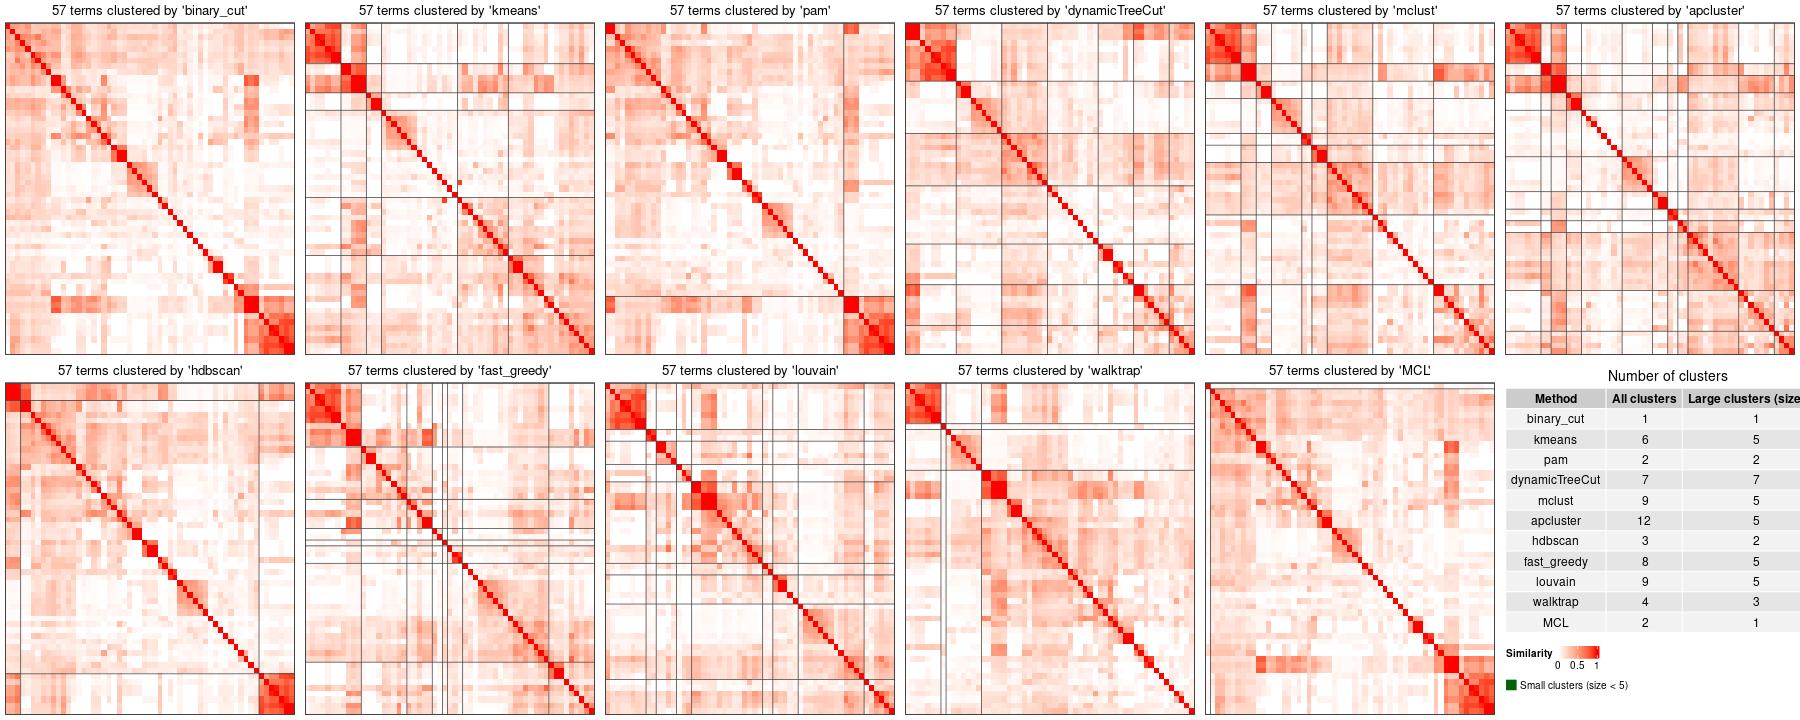 57 terms clustered by 'binary_cut'
57 terms clustered by 'kmeans'
57 terms clustered by 'pam'
57 terms clustered by 'dynamicTreeCut'
57 terms clustered by 'mclust'
57 terms clustered by 'apcluster'
57 terms clustered by 'hdbscan'
57 terms clustered by 'fast_greedy'
57 terms clustered by 'louvain'
57 terms clustered by 'walktrap'
57 terms clustered by 'MCL'
Number of clusters
Method All clusters Large clusters (size
binary_cut 1 1
kmeans 6 5
pam 2 2
dynamicTreeCut 7 7
mclust 9 5
apcluster 12 5
hdbscan 3 2
fast_greedy 8 5
louvain 9 5
walktrap 4 3
MCL 2 1
Similarity
0 0.5 1
Small clusters (size < 5)